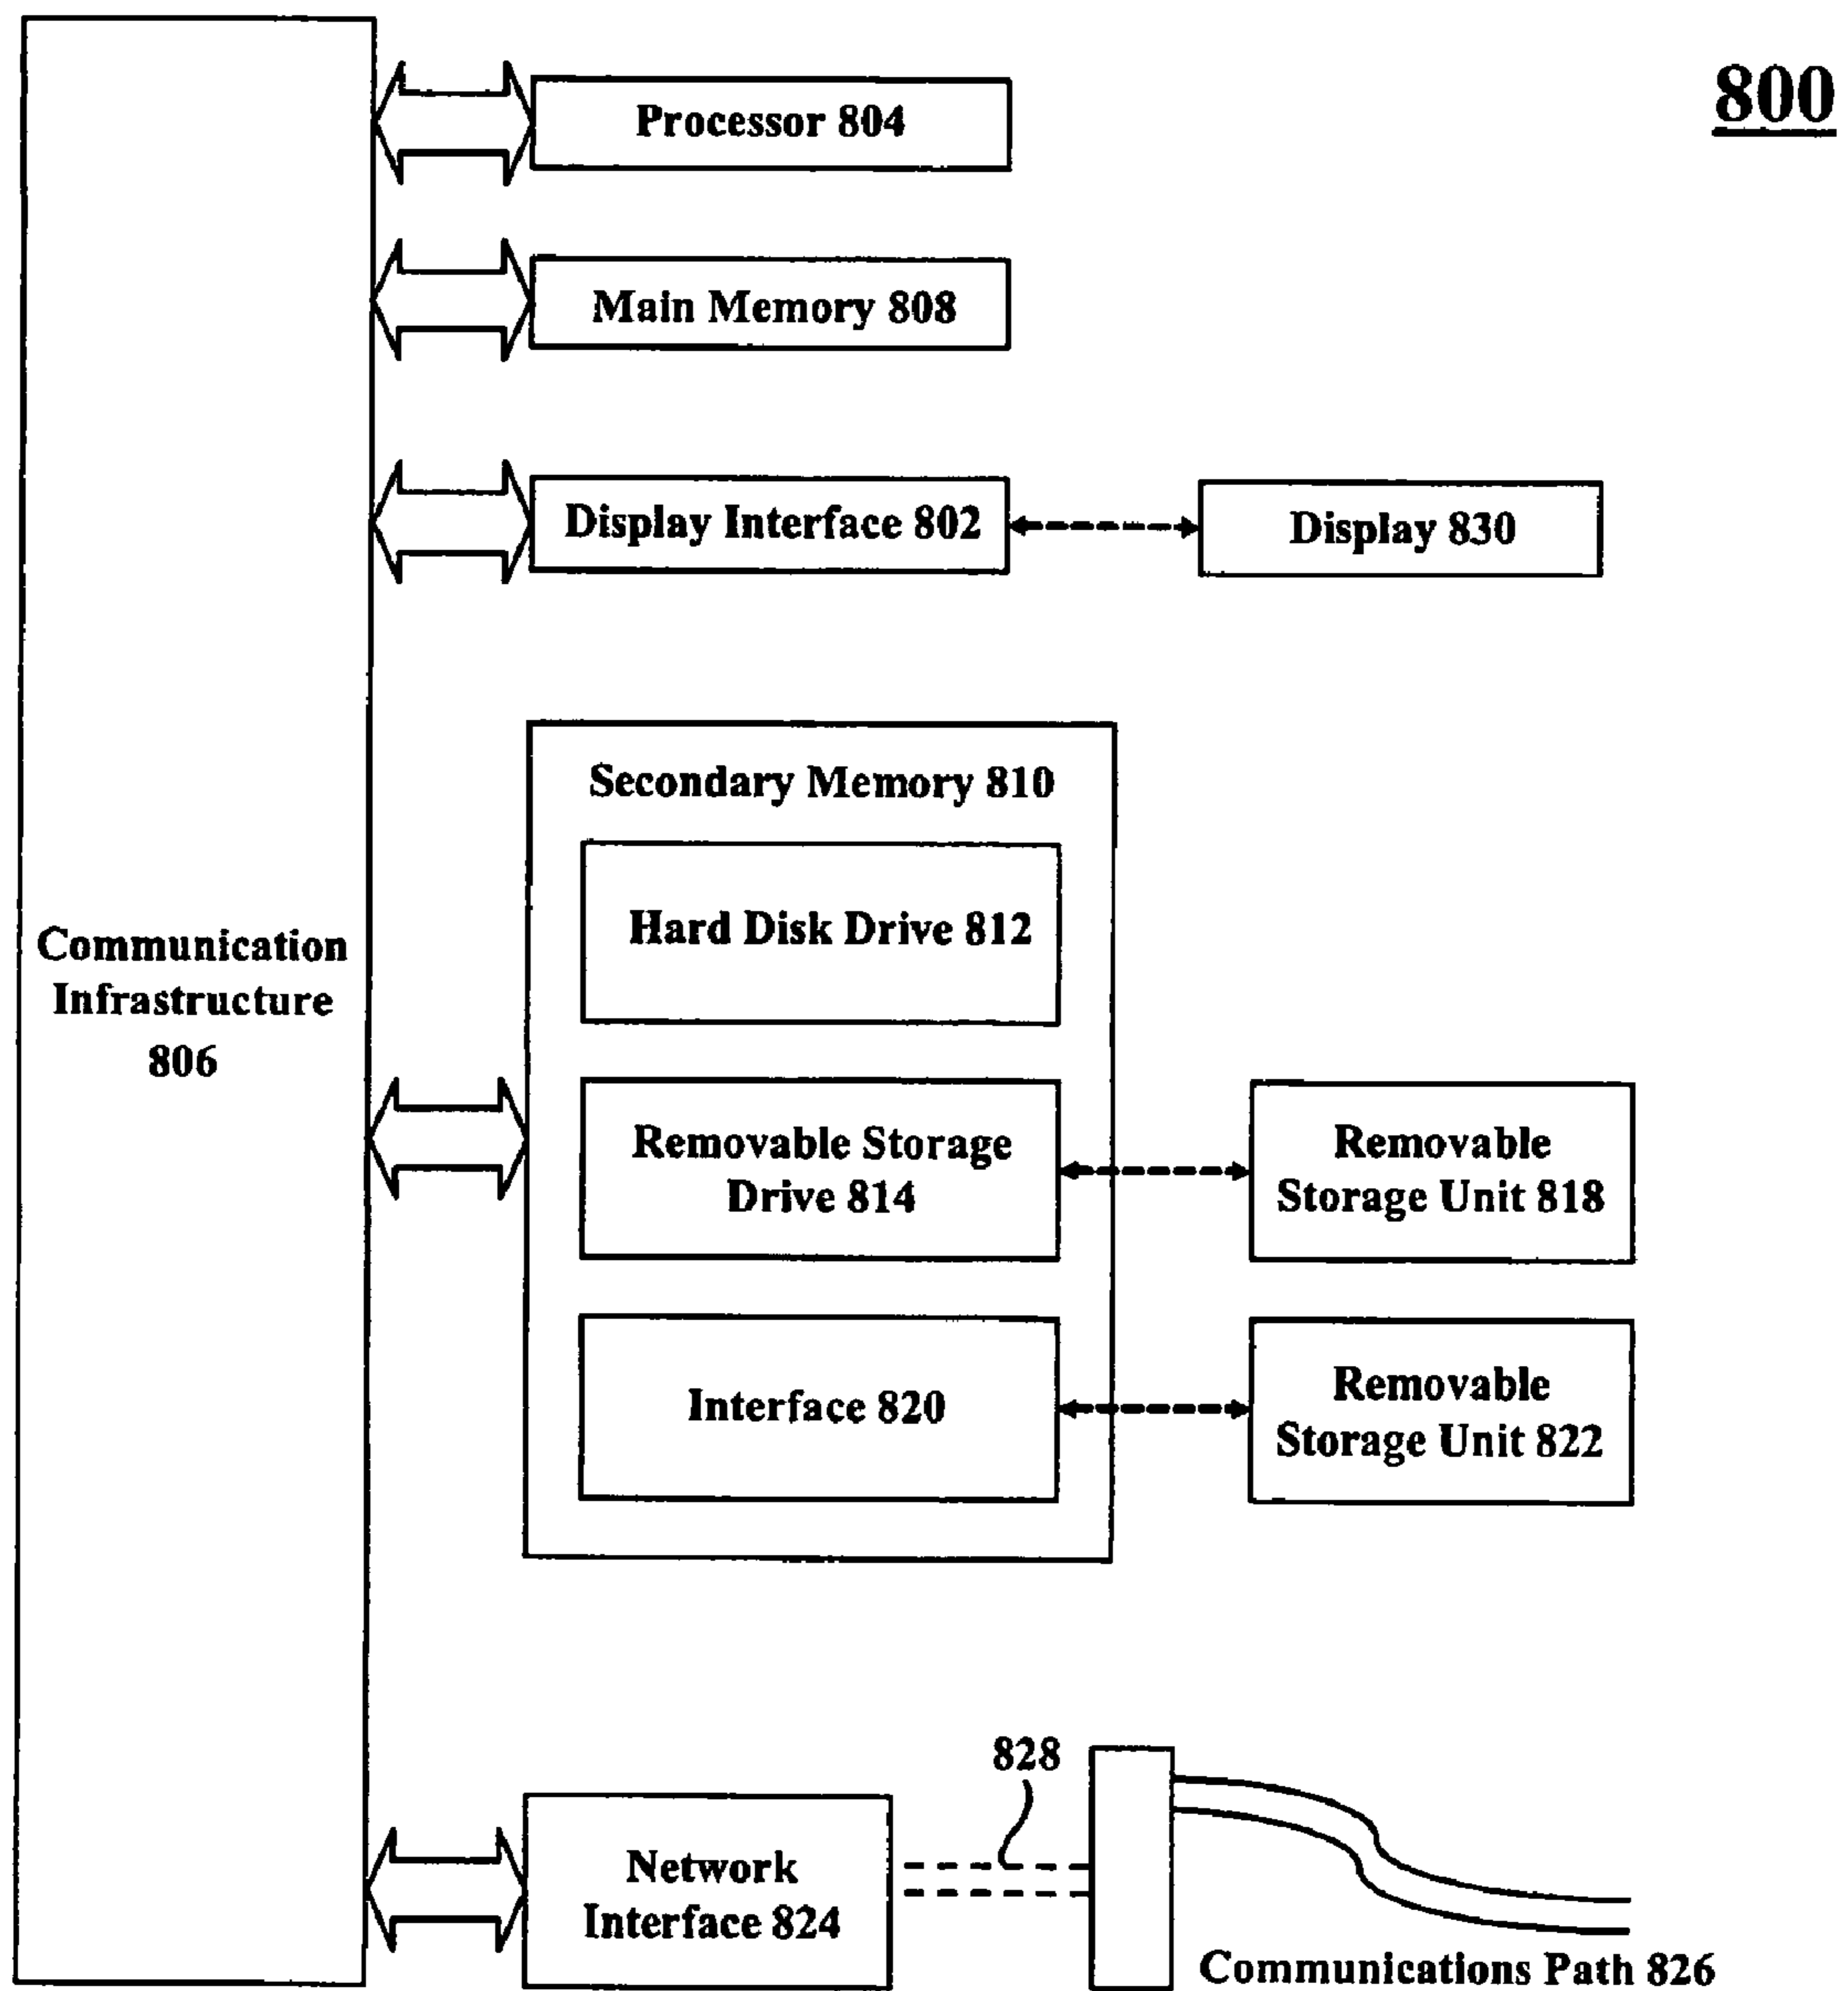 800
Processor 804
Main Memory 808
Display Interface 802
Display 830
Secondary Memory 810
Hard Disk Drive 812
Communication
Infrastructure
806
Removable Storage
Drive 814
Removable
Storage Unit 818
Interface 820
Removable
Storage Unit 822
828
Network
Interface 824
Communications Path 826